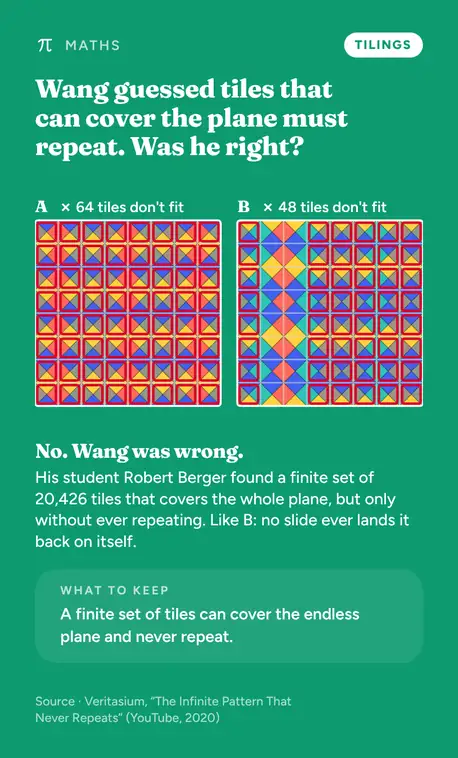 π MATHS
TILINGS
Wang guessed tiles that
can cover the plane must
repeat. Was he right?
A × 64 tiles don't fit
B × 48 tiles don't fit
No. Wang was wrong.
His student Robert Berger found a finite set of
20,426 tiles that covers the whole plane, but only
without ever repeating. Like B: no slide ever lands it
back on itself.
WHAT TO KEEP
A finite set of tiles can cover the endless
plane and never repeat.
Source · Veritasium, “The Infinite Pattern That
Never Repeats” (YouTube, 2020)